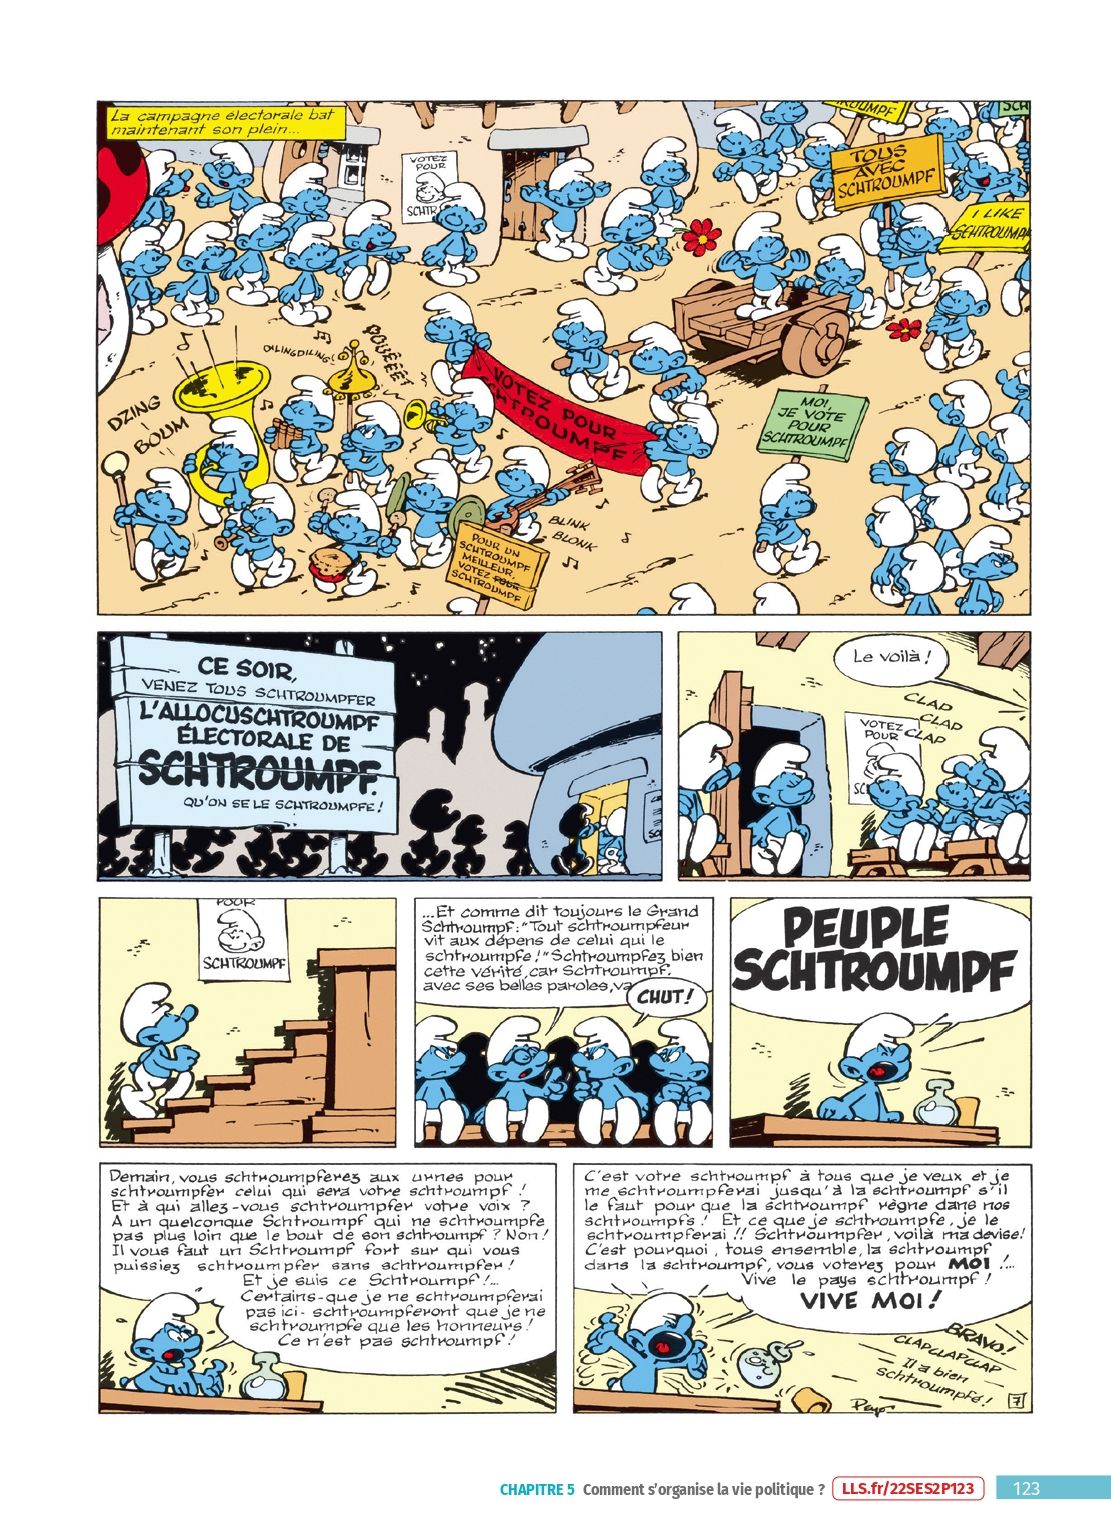 La campagne électorale bat
maintenant son plein...
VOTEZ
POUR
SCHTR
TROUMPF
SCH
TOUS
AVEC
SCHTROUMPF
I LIKE
SCHTROUMPF
DZING
BOUM
DILINGDILING!
POUÊÊÊT
VOTEZ POUR
SCHTROUMPF
MOI,
JE VOTE
POUR
SCHTROUMPF
BLINK
BLONK
POUR UN
SCHTROUMPF
MEILLEUR,
VOTEZ POUR
SCHTROUMPF
CE SOIR,
VENEZ TOUS SCHTROUMPFER
L'ALLOCUSCHTROUMPF
ÉLECTORALE DE
SCHTROUMPF.
QU'ON SE LE SCHTROUMPFE!
Le voilà!
CLAP
CLAP
CLAP
VOTEZ
POUR
SC
POUR
SCHTROUMPF
...Et comme dit toujours le Grand
Schtroumpf: "Tout schtroumpfeur
vit aux dépens de celui qui le
schtroumpfe!" Schtroumpfez bien
cette vérité, car Schtroumpf,
avec ses belles paroles, va
CHUT!
PEUPLE
SCHTROUMPF
Demain, vous schtroumpferez aux urnes pour
schtroumpfer celui qui sera votre schtroumpf!
Et à qui allez-vous schtroumpfer votre voix?
A un quelconque Schtroumpf qui ne schtroumpfe
pas plus loin que le bout de son schtroumpf? Non!
Il vous faut un Schtroumpf fort sur qui vous
puissiez schtroumpfer sans schtroumpfer!
Et je suis ce Schtroumpf!...
Certains-que je ne schtroumpferai
pas ici- schtroumpferont que je ne
schtroumpfe que les honneurs!
Ce n'est pas schtroumpf!
C'est votre schtroumpf à tous que je veux et je
me schtroumpferai jusqu'à la schtroumpf s'il
le faut pour que la schtroumpf règne dans nos
schtroumpfs! Et ce que je schtroumpfe, je le
schtroumpferai!! Schtroumpfer, voilà ma devise!
C'est pourquoi, tous ensemble, la schtroumpf
dans la schtroumpf, vous voterez pour MOI!...
Vive le pays schtroumpf!
VIVE MOI!
BRAVO!
CLAPCLAPCLAP
Il a bien
schtroumpfé!
Peyo
7
CHAPITRE 5 Comment s'organise la vie politique ? LLS.fr/22SES2P123 123